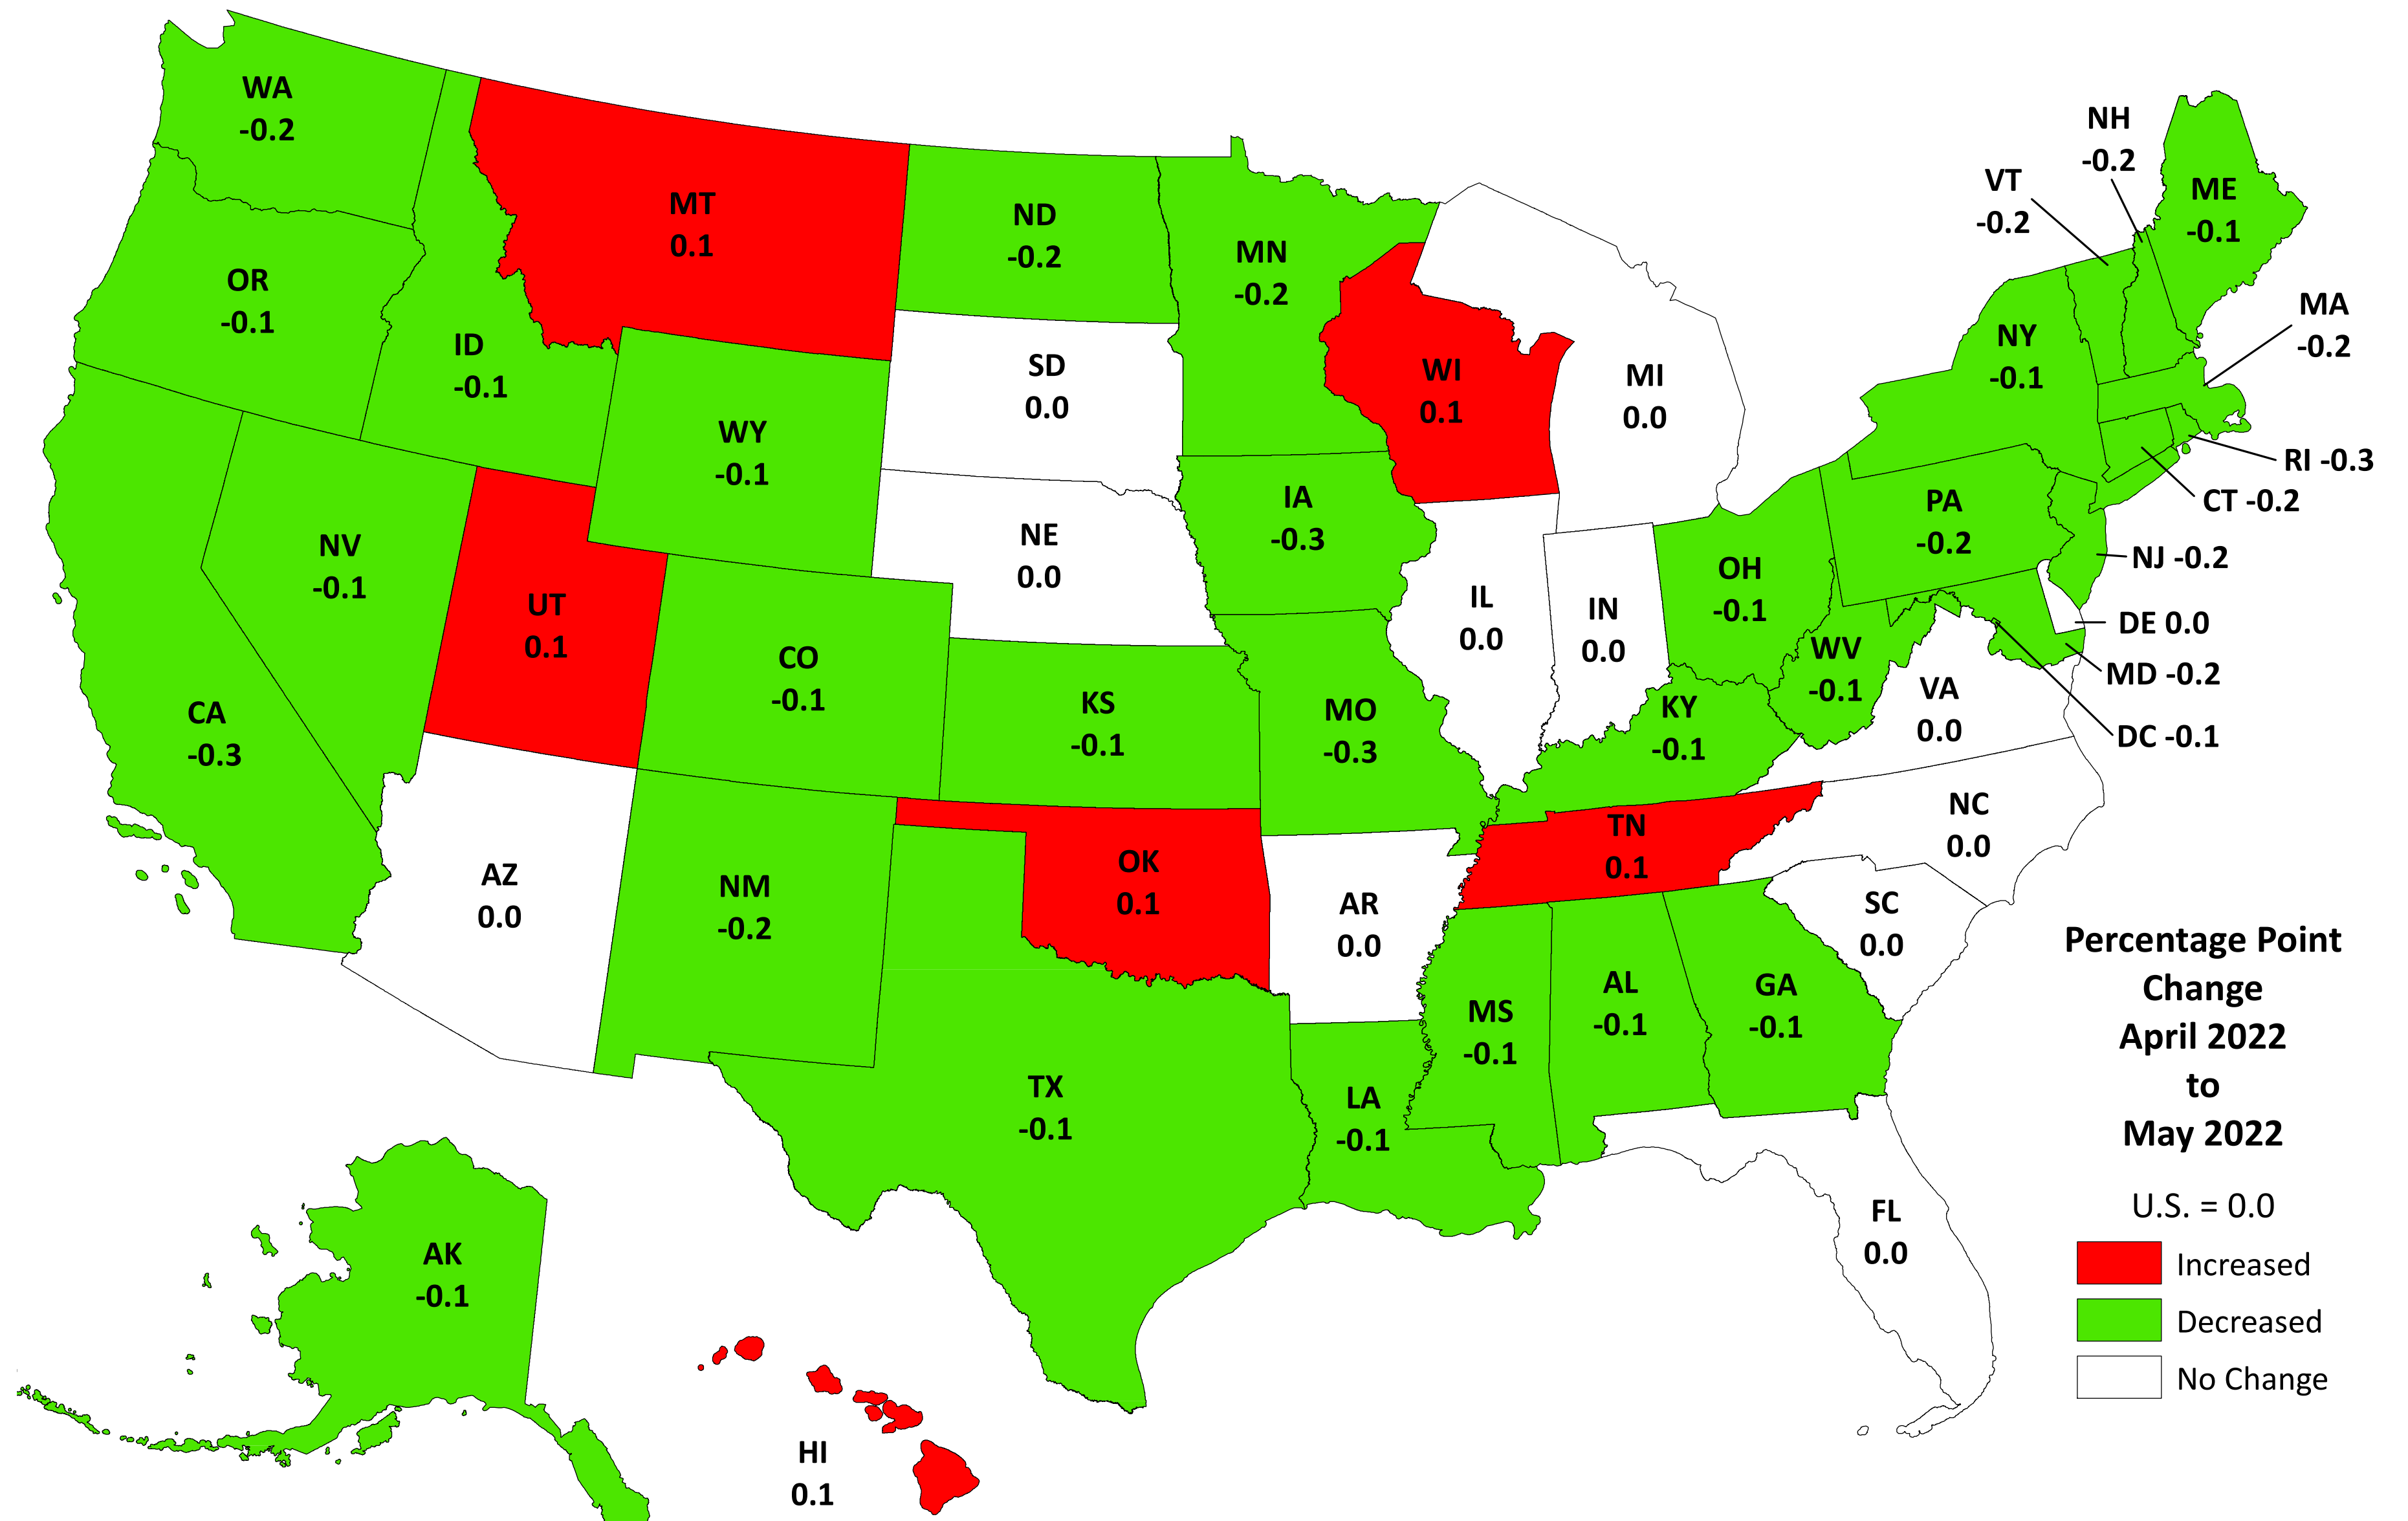 WA
-0.2
OR
-0.1
CA
-0.3
ID
-0.1
NV
-0.1
MT
0.1
WY
-0.1
UT
0.1
CO
-0.1
AZ
0.0
NM
-0.2
ND
-0.2
SD
0.0
NE
0.0
KS
-0.1
OK
0.1
TX
-0.1
MN
-0.2
IA
-0.3
MO
-0.3
AR
0.0
LA
-0.1
WI
0.1
IL
0.0
MI
0.0
IN
0.0
OH
-0.1
KY
-0.1
TN
0.1
MS
-0.1
AL
-0.1
GA
-0.1
FL
0.0
SC
0.0
NC
0.0
VA
0.0
WV
-0.1
PA
-0.2
NY
-0.1
VT
-0.2
NH
-0.2
ME
-0.1
MA
-0.2
RI -0.3
CT -0.2
NJ -0.2
DE 0.0
MD -0.2
DC -0.1
AK
-0.1
HI
0.1
Percentage Point
Change
April 2022
to
May 2022
U.S. = 0.0
Increased
Decreased
No Change